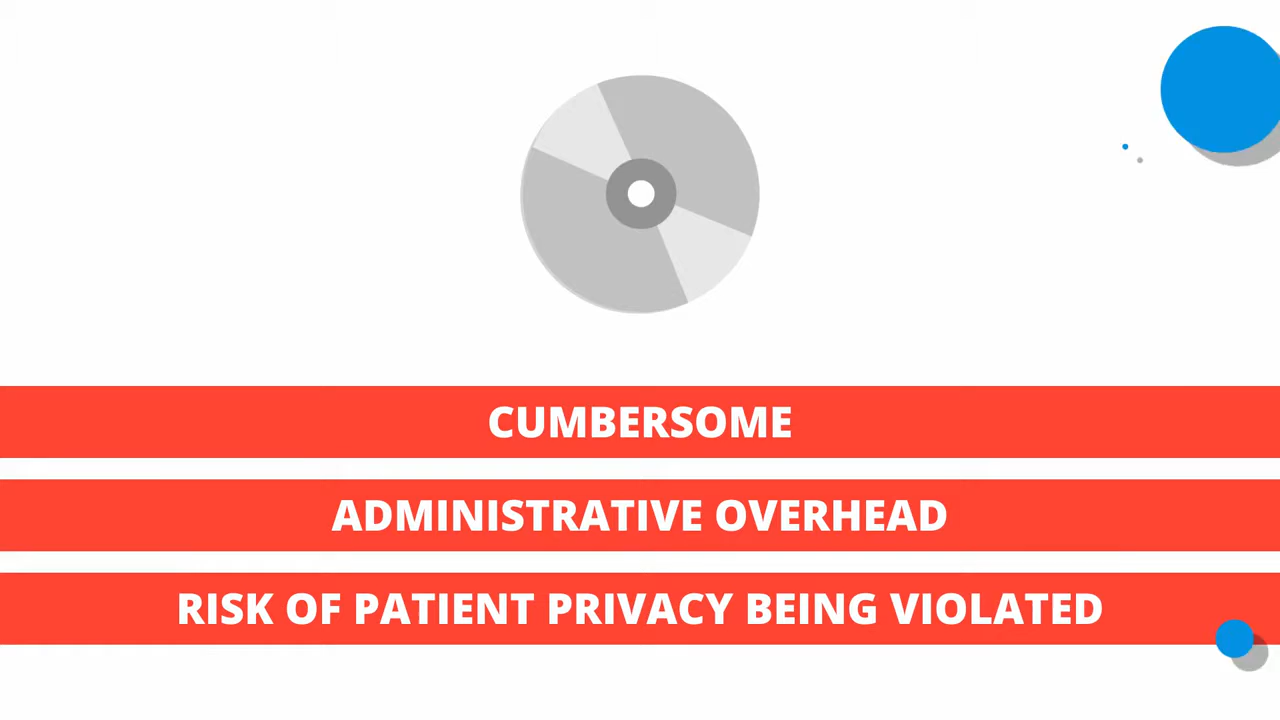 CUMBERSOME
ADMINISTRATIVE OVERHEAD
RISK OF PATIENT PRIVACY BEING VIOLATED